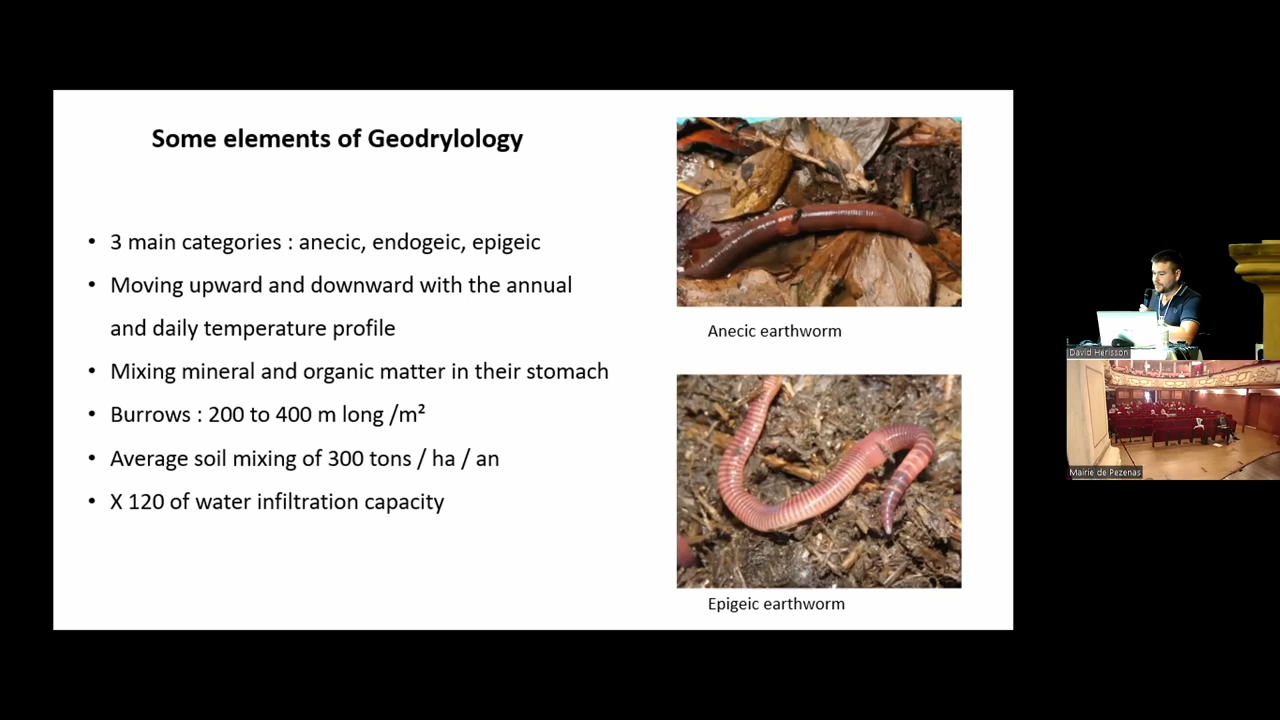 Some elements of Geodrylology
• 3 main categories : anecic, endogeic, epigeic
• Moving upward and downward with the annual
and daily temperature profile
• Mixing mineral and organic matter in their stomach
• Burrows : 200 to 400 m long /m²
• Average soil mixing of 300 tons / ha / an
• X 120 of water infiltration capacity
Anecic earthworm
Epigeic earthworm
David Herisson
Mairie de Pezenas